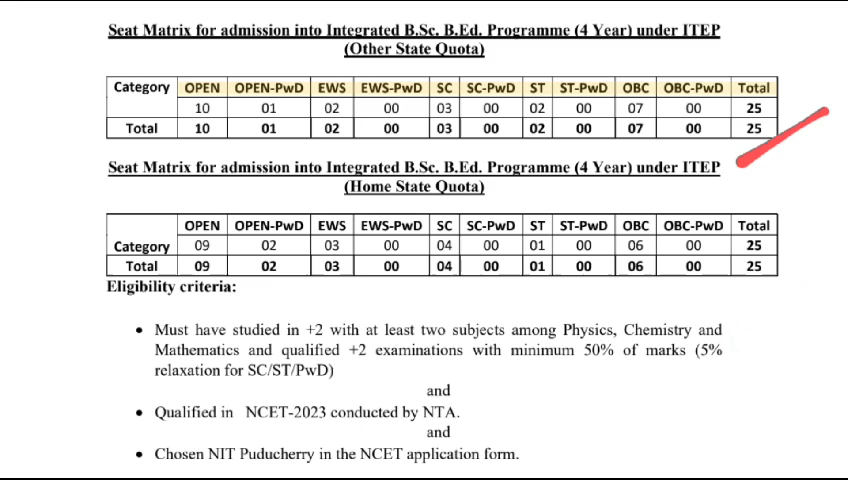 Seat Matrix for admission into Integrated B.Sc. B.Ed. Programme (4 Year) under ITEP
(Other State Quota)
Category OPEN OPEN-PwD EWS EWS-PwD SC SC-PwD ST ST-PwD OBC OBC-PwD Total
10 01 02 00 03 00 02 00 07 00 25
Total 10 01 02 00 03 00 02 00 07 00 25
Seat Matrix for admission into Integrated B.Sc. B.Ed. Programme (4 Year) under ITEP
(Home State Quota)
OPEN OPEN-PwD EWS EWS-PwD SC SC-PwD ST ST-PwD OBC OBC-PwD Total
Category 09 02 03 00 04 00 01 00 06 00 25
Total 09 02 03 00 04 00 01 00 06 00 25
Eligibility criteria:
• Must have studied in +2 with at least two subjects among Physics, Chemistry and
Mathematics and qualified +2 examinations with minimum 50% of marks (5%
relaxation for SC/ST/PwD)
and
• Qualified in NCET-2023 conducted by NTA.
and
• Chosen NIT Puducherry in the NCET application form.